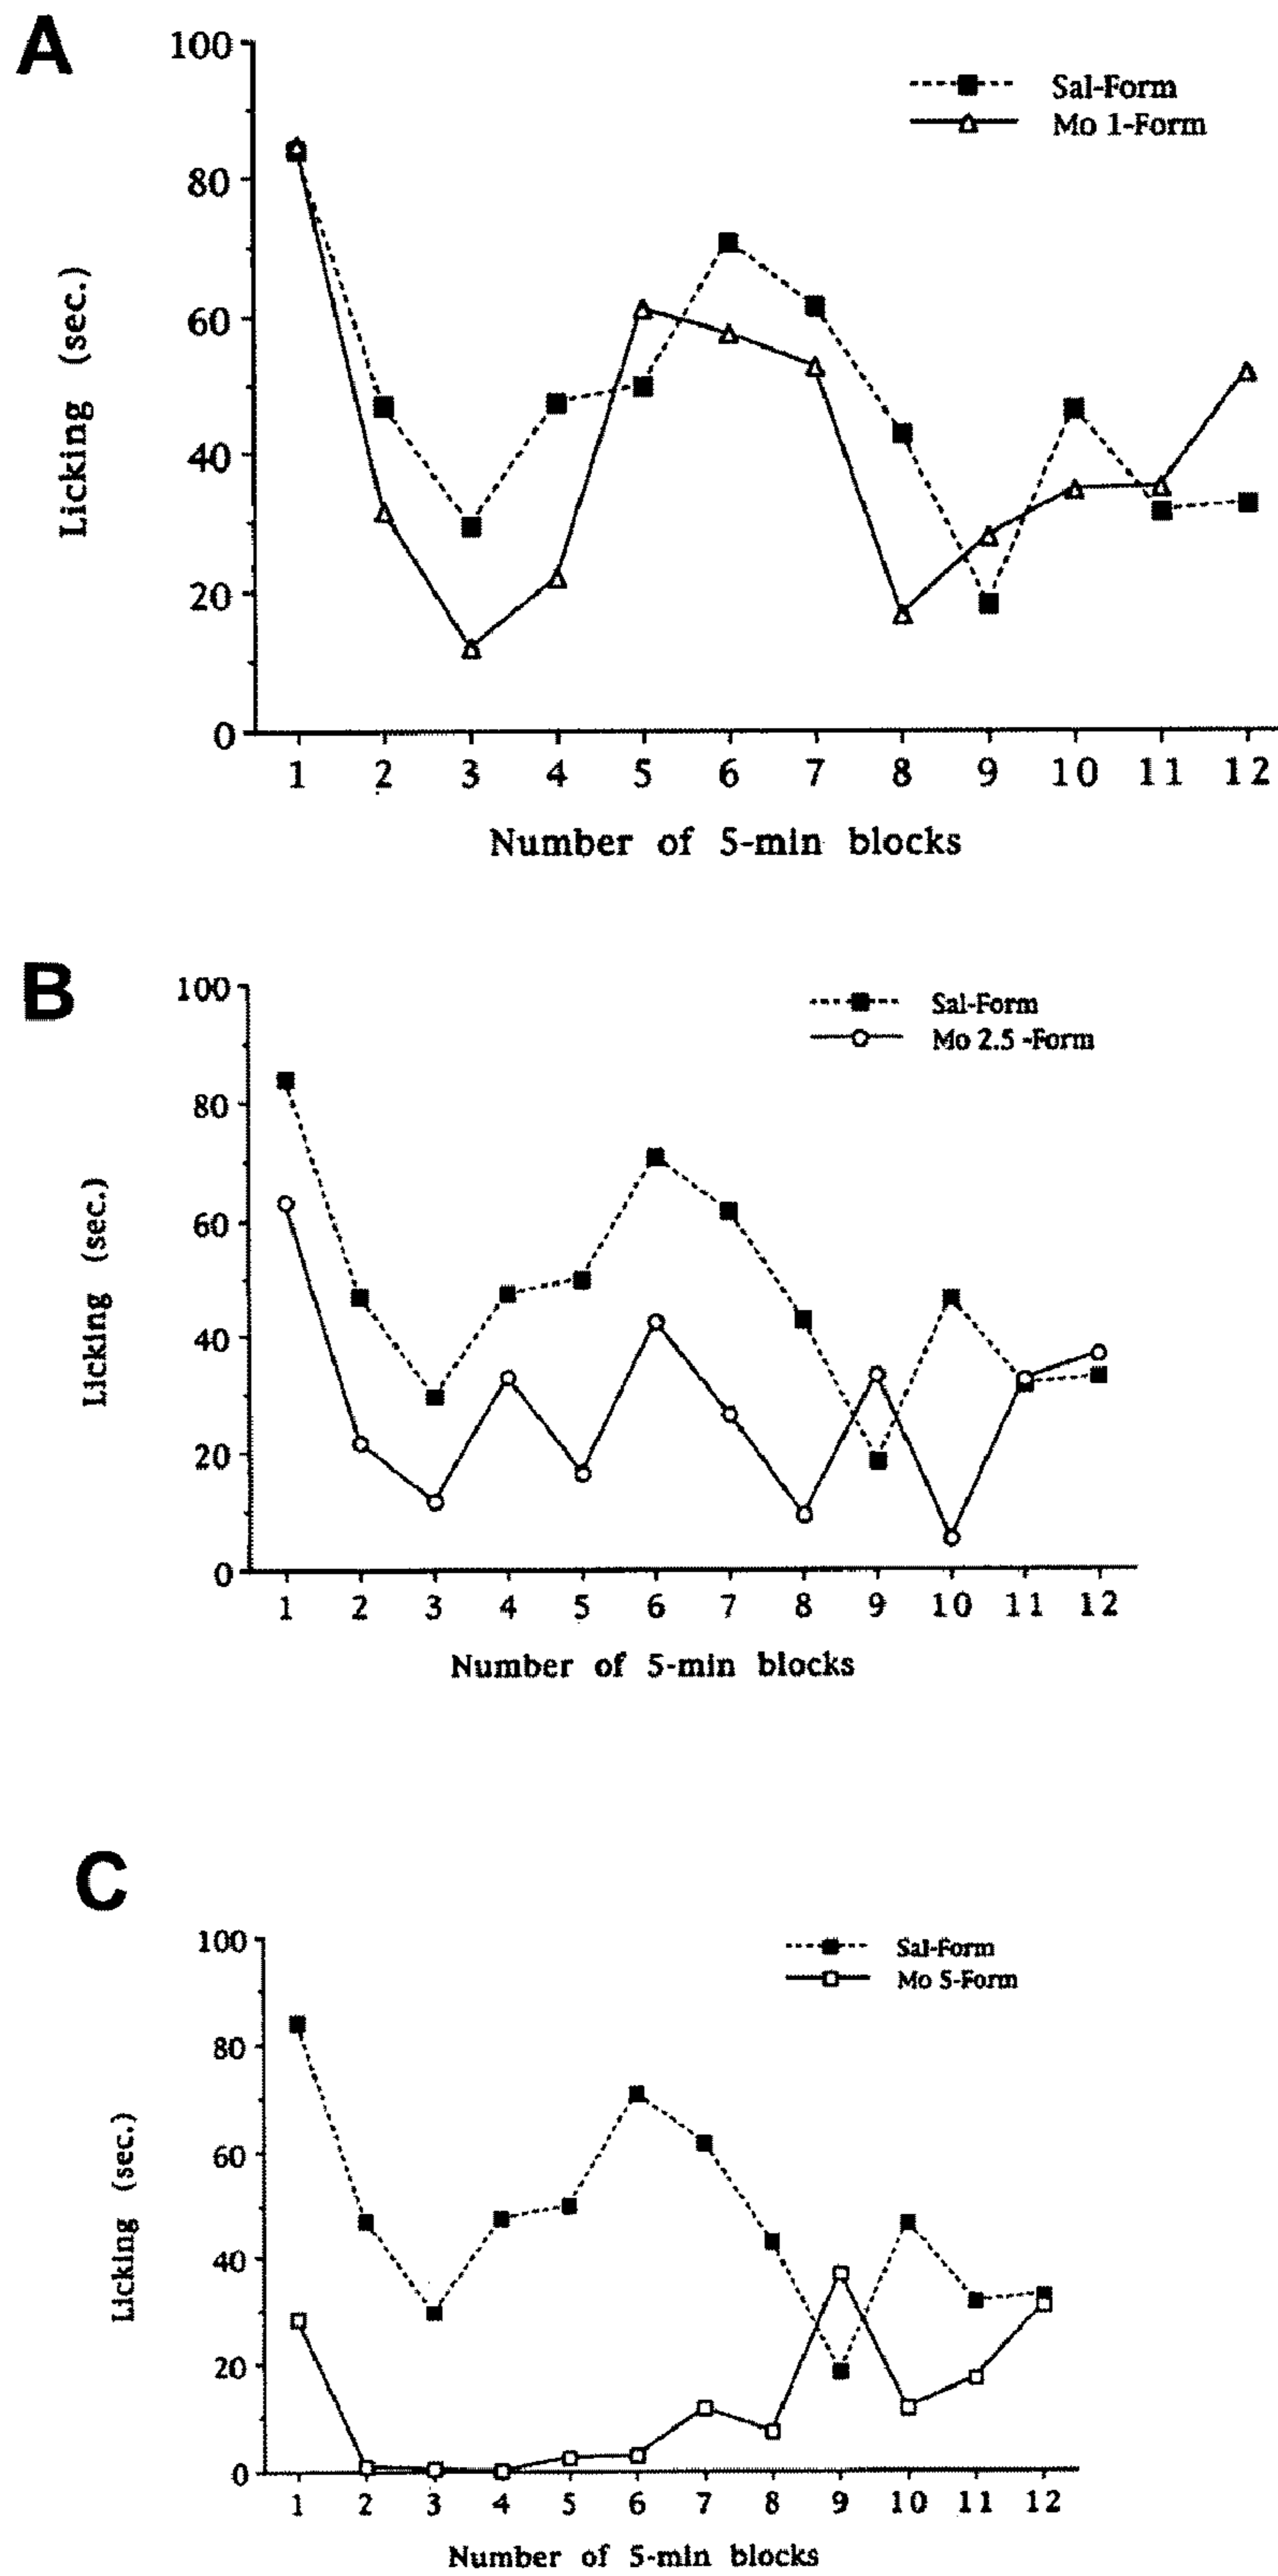 A
100
80
60
40
20
0
Licking (sec.)
Sal-Form
Mo 1-Form
1 2 3 4 5 6 7 8 9 10 11 12
Number of 5-min blocks
B
100
80
60
40
20
0
Licking (sec.)
Sal-Form
Mo 2.5 -Form
1 2 3 4 5 6 7 8 9 10 11 12
Number of 5-min blocks
C
100
80
60
40
20
0
Licking (sec.)
Sal-Form
Mo 5-Form
1 2 3 4 5 6 7 8 9 10 11 12
Number of 5-min blocks